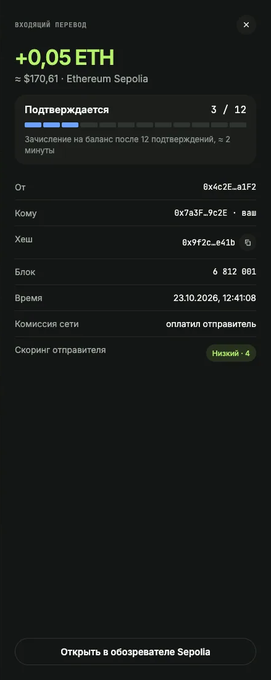 ВХОДЯЩИЙ ПЕРЕВОД
+0,05 ETH
≈ $170,61 · Ethereum Sepolia
Подтверждается 3 / 12
Зачисление на баланс после 12 подтверждений, ≈ 2
минуты
От 0x4c2E…a1F2
Кому 0x7a3F…9c2E · ваш
Хеш 0x9f2c…e41b
Блок 6 812 001
Время 23.10.2026, 12:41:08
Комиссия сети оплатил отправитель
Скоринг отправителя Низкий · 4
Открыть в обозревателе Sepolia